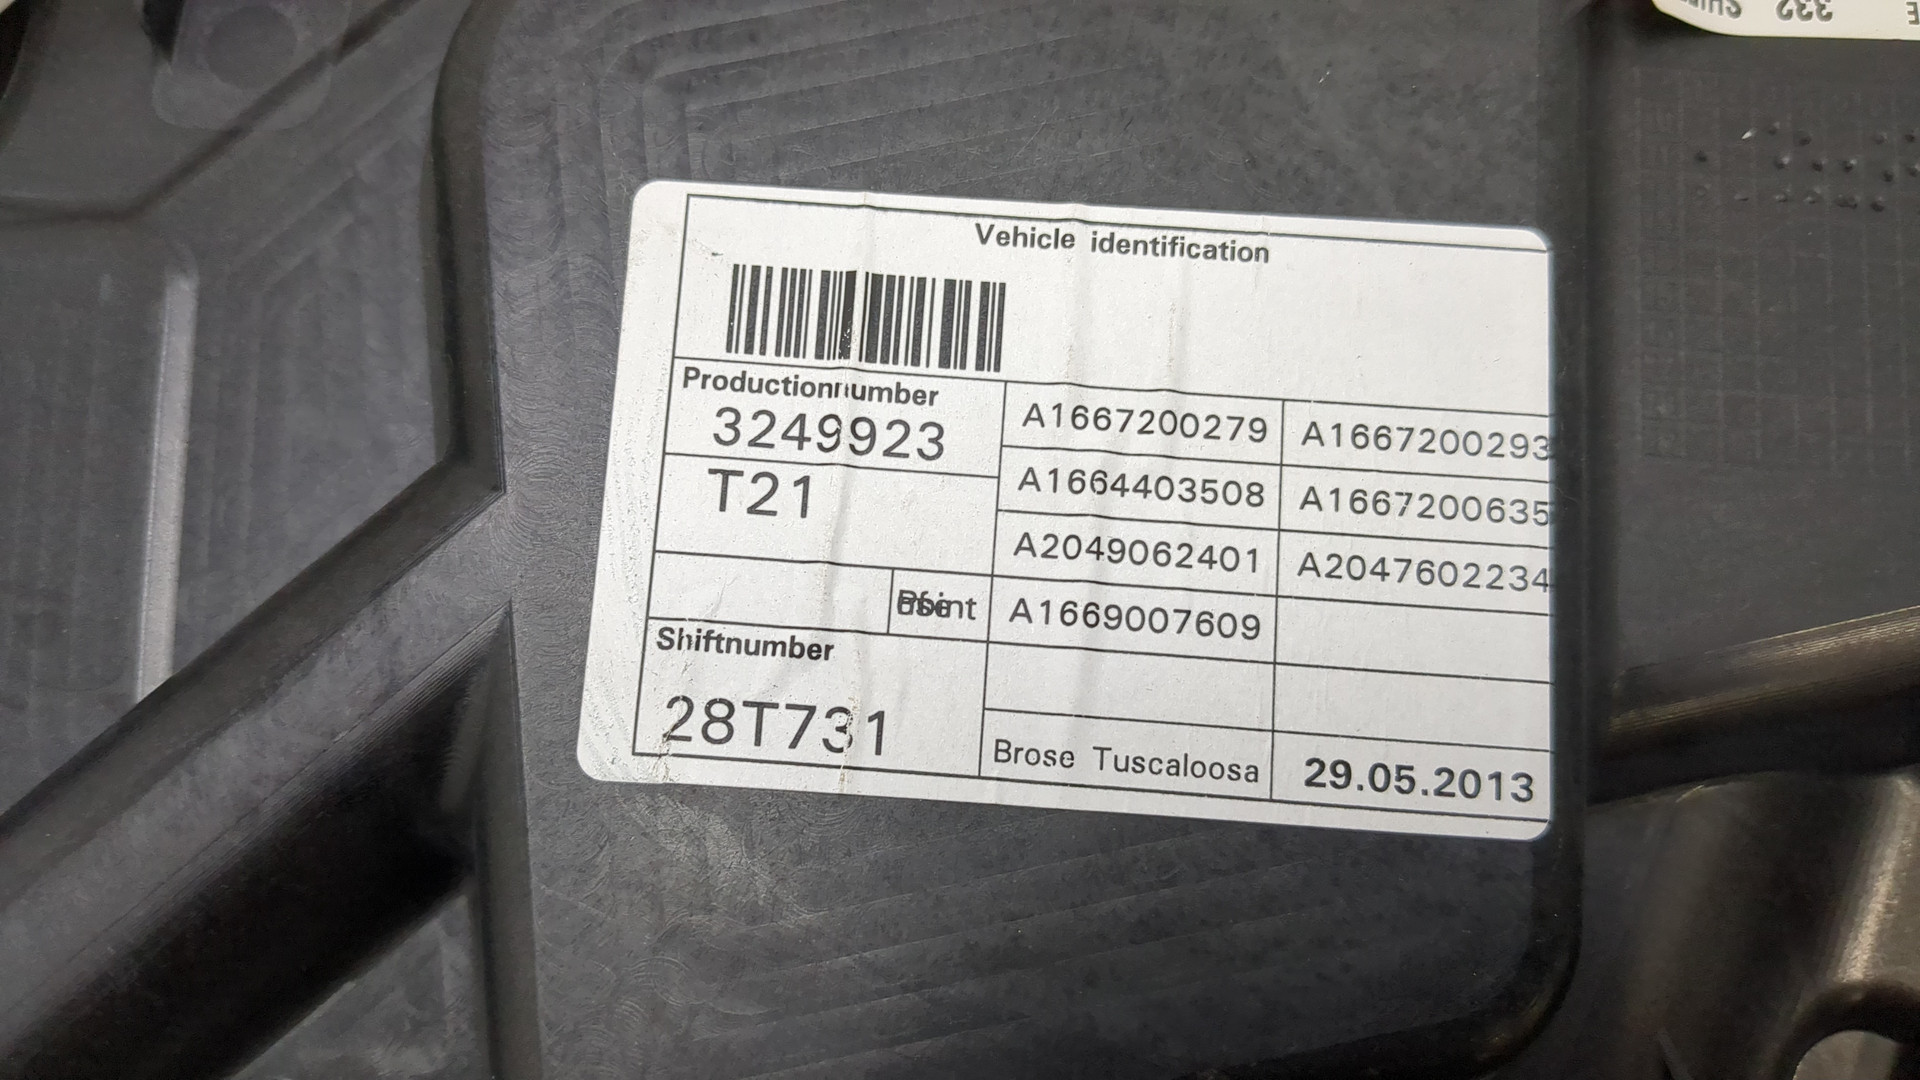 332
Vehicle identification
Productionnumber
3249923
T21
A1667200279 A1667200293
A1664403508 A1667200635
A2049062401 A2047602234
A1669007609
Shiftnumber
28T731
Brose Tuscaloosa 29.05.2013